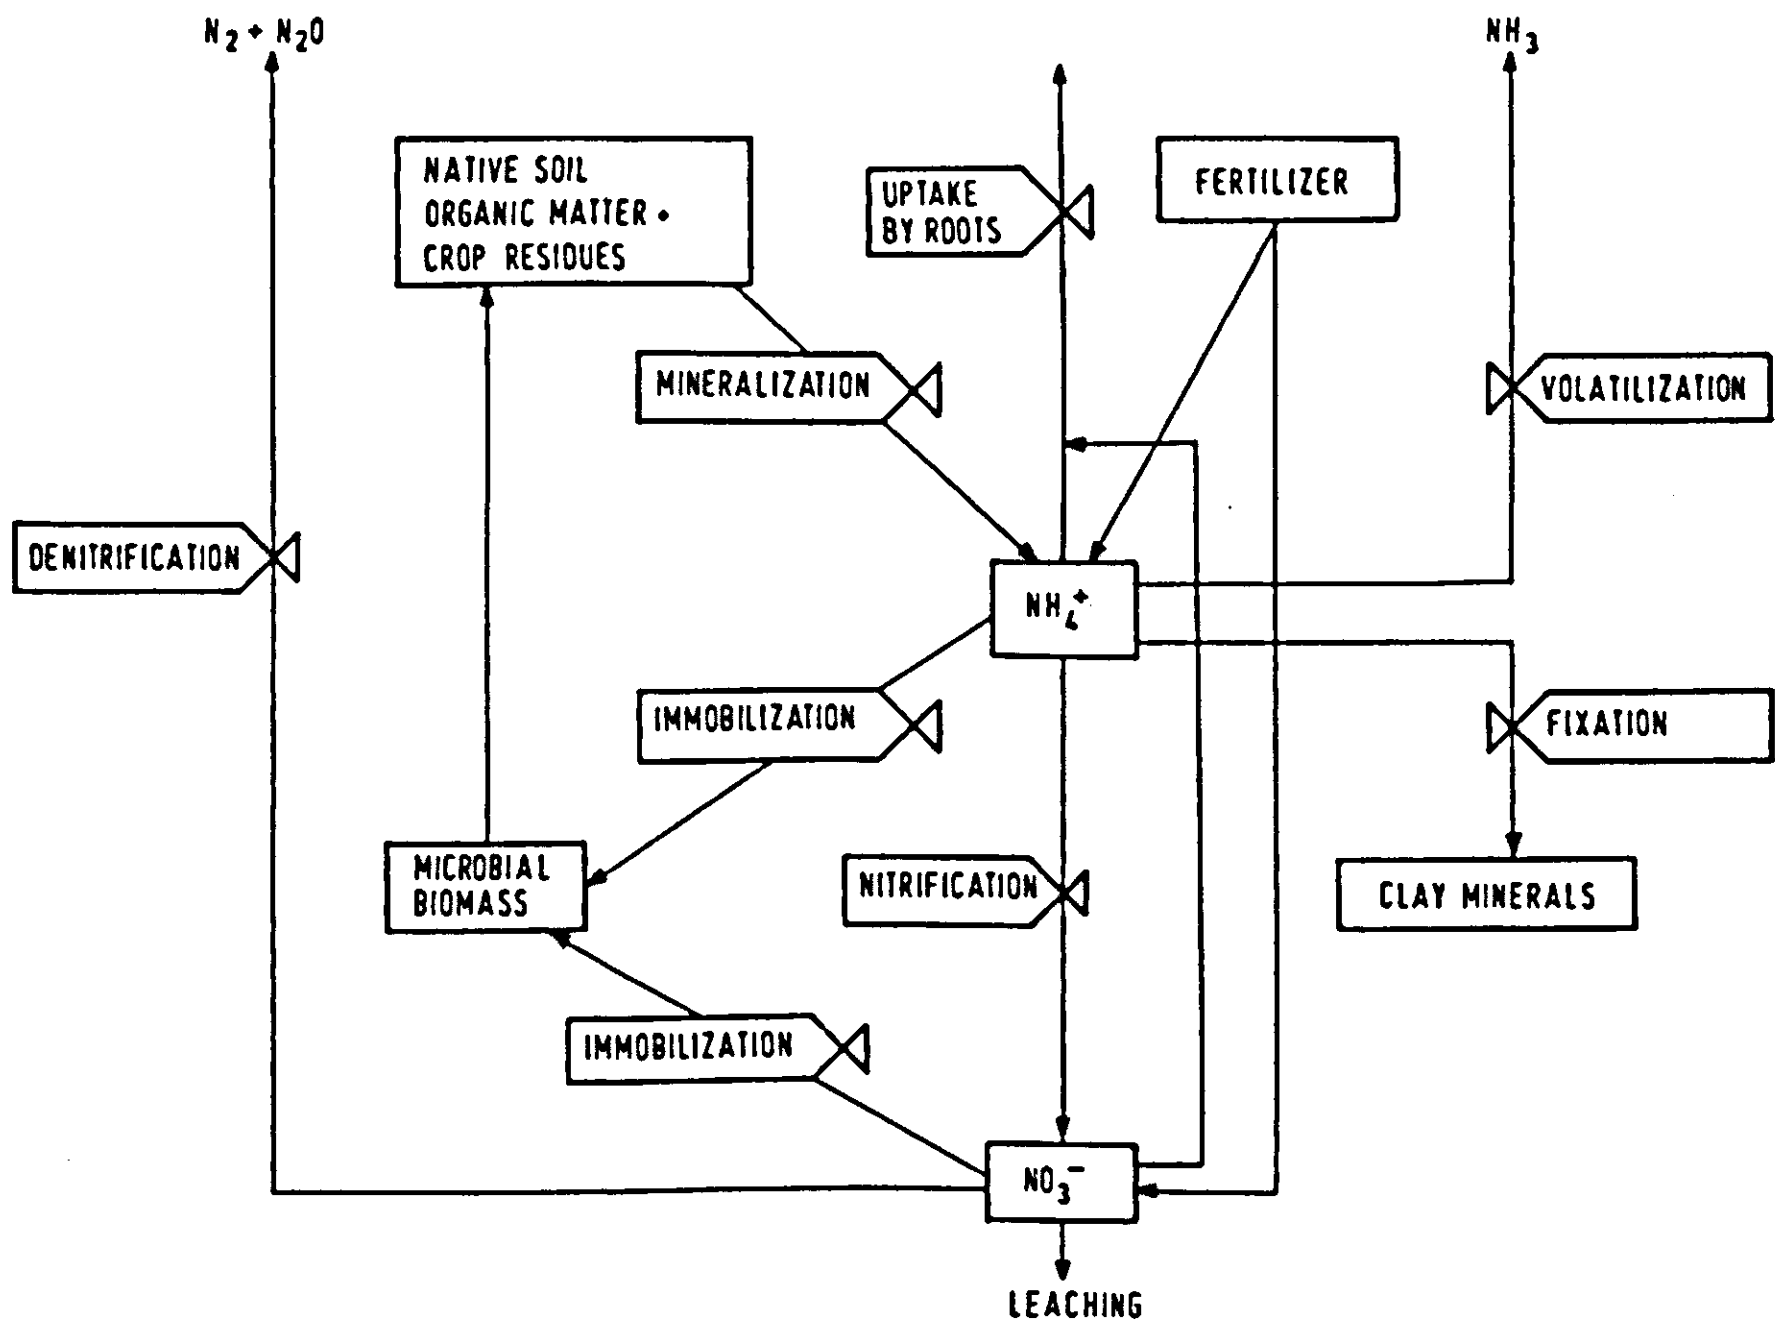 N₂ + N₂O
NH₃
NATIVE SOIL
ORGANIC MATTER •
CROP RESIDUES
UPTAKE
BY ROOTS
FERTILIZER
MINERALIZATION
VOLATILIZATION
DENITRIFICATION
NH₄⁺
IMMOBILIZATION
FIXATION
MICROBIAL
BIOMASS
NITRIFICATION
CLAY MINERALS
IMMOBILIZATION
NO₃⁻
LEACHING